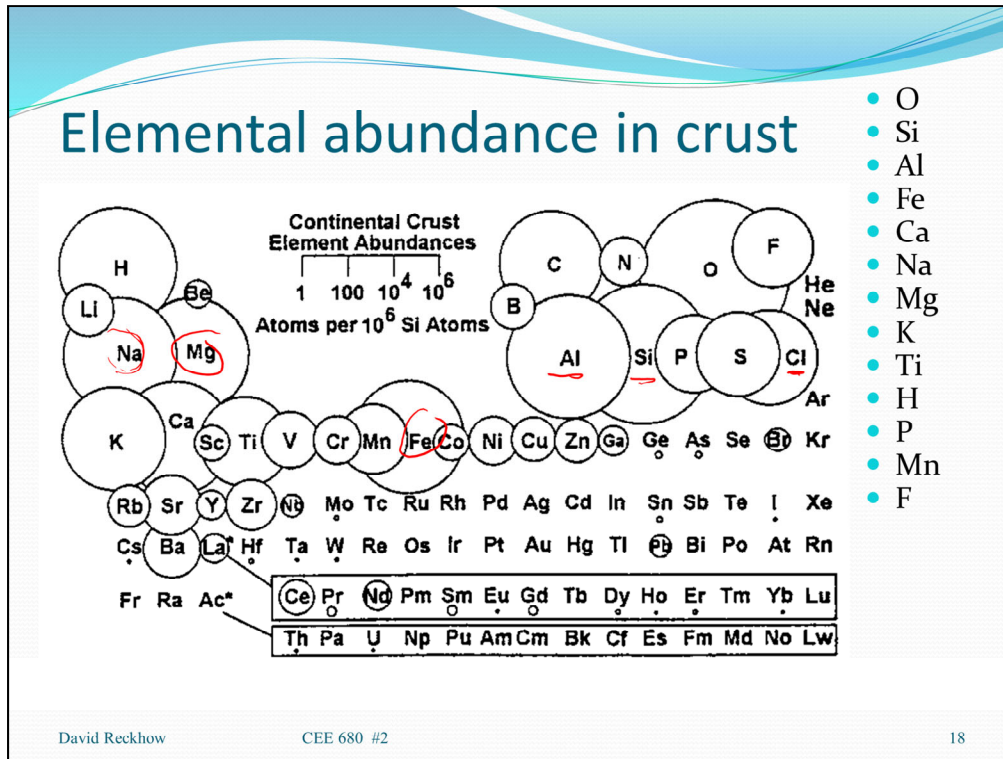 Elemental abundance in crust
• O
• Si
• Al
• Fe
• Ca
• Na
• Mg
• K
• Ti
• H
• P
• Mn
• F
Continental Crust
Element Abundances
1 100 10⁴ 10⁶
Atoms per 10⁶ Si Atoms
H C N O F He
Li Be B Ne
Na Mg Al Si P S Cl Ar
K Ca Sc Ti V Cr Mn Fe Co Ni Cu Zn Ga Ge As Se Br Kr
Rb Sr Y Zr Nb Mo Tc Ru Rh Pd Ag Cd In Sn Sb Te I Xe
Cs Ba La* Hf Ta W Re Os Ir Pt Au Hg Tl Pb Bi Po At Rn
Fr Ra Ac*
Ce Pr Nd Pm Sm Eu Gd Tb Dy Ho Er Tm Yb Lu
Th Pa U Np Pu Am Cm Bk Cf Es Fm Md No Lw
David Reckhow CEE 680 #2 18